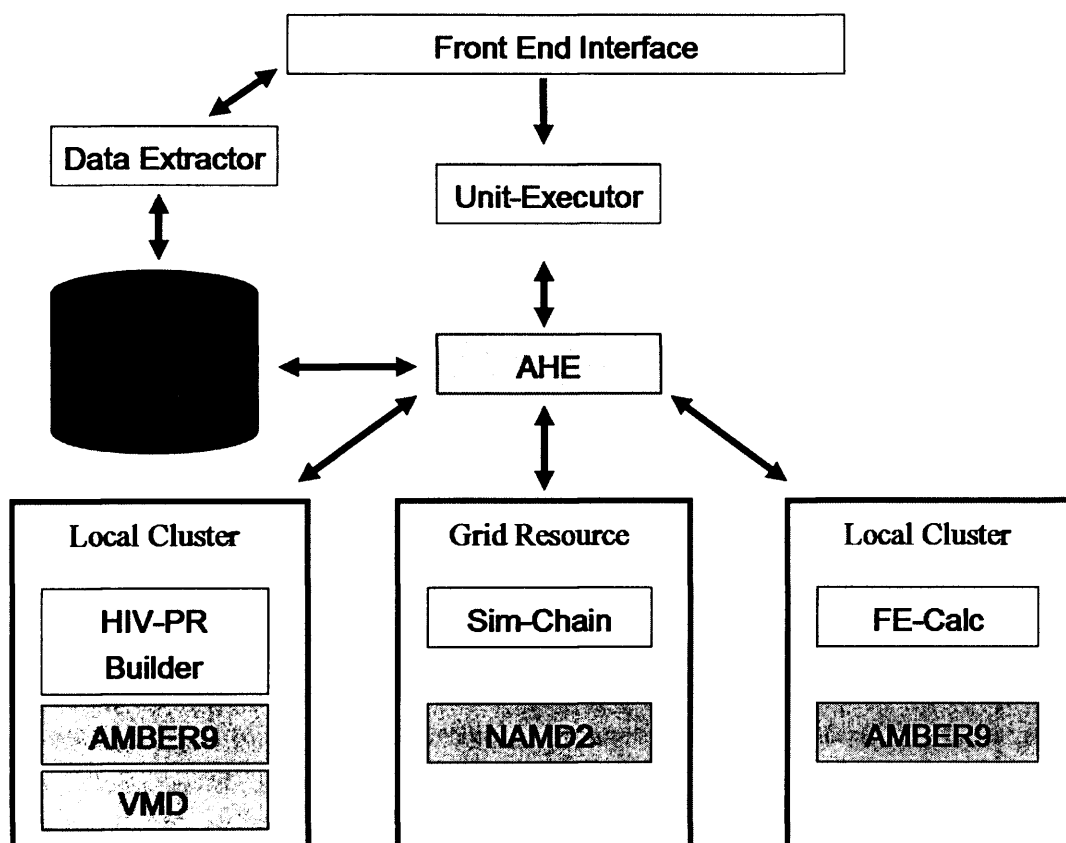 Front End Interface
Data Extractor
Unit-Executor
AHE
Local Cluster
HIV-PR
Builder
AMBER9
VMD
Grid Resource
Sim-Chain
NAMD2
Local Cluster
FE-Calc
AMBER9